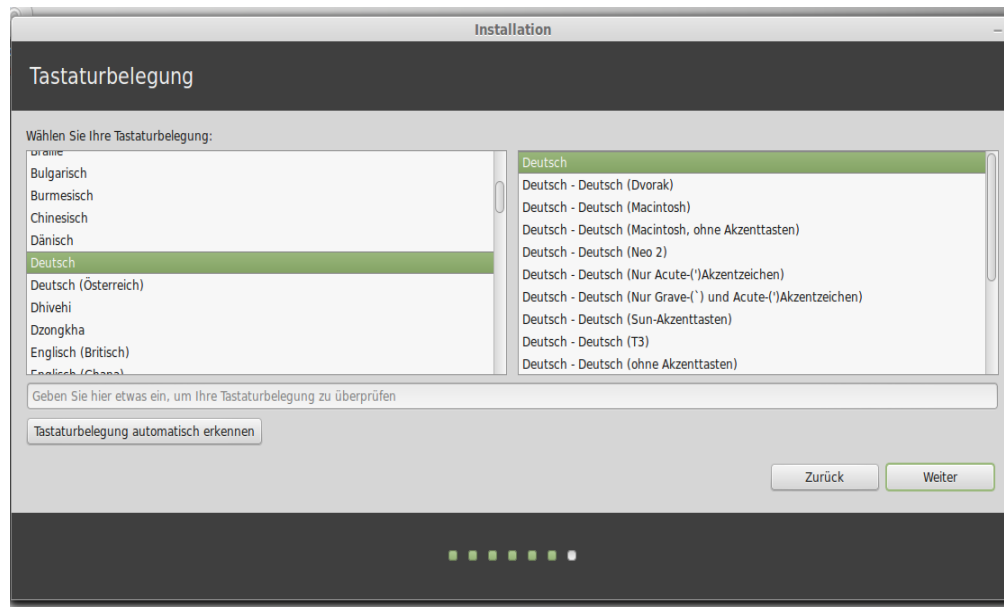 Installation
Tastaturbelegung
Wählen Sie Ihre Tastaturbelegung:
Braille
Bulgarisch
Burmesisch
Chinesisch
Dänisch
Deutsch
Deutsch (Österreich)
Dhivehi
Dzongkha
Englisch (Britisch)
Englisch (Ghana)
Deutsch
Deutsch - Deutsch (Dvorak)
Deutsch - Deutsch (Macintosh)
Deutsch - Deutsch (Macintosh, ohne Akzenttasten)
Deutsch - Deutsch (Neo 2)
Deutsch - Deutsch (Nur Acute-(')Akzentzeichen)
Deutsch - Deutsch (Nur Grave-(`) und Acute-(')Akzentzeichen)
Deutsch - Deutsch (Sun-Akzenttasten)
Deutsch - Deutsch (T3)
Deutsch - Deutsch (ohne Akzenttasten)
Geben Sie hier etwas ein, um Ihre Tastaturbelegung zu überprüfen
Tastaturbelegung automatisch erkennen
Zurück
Weiter